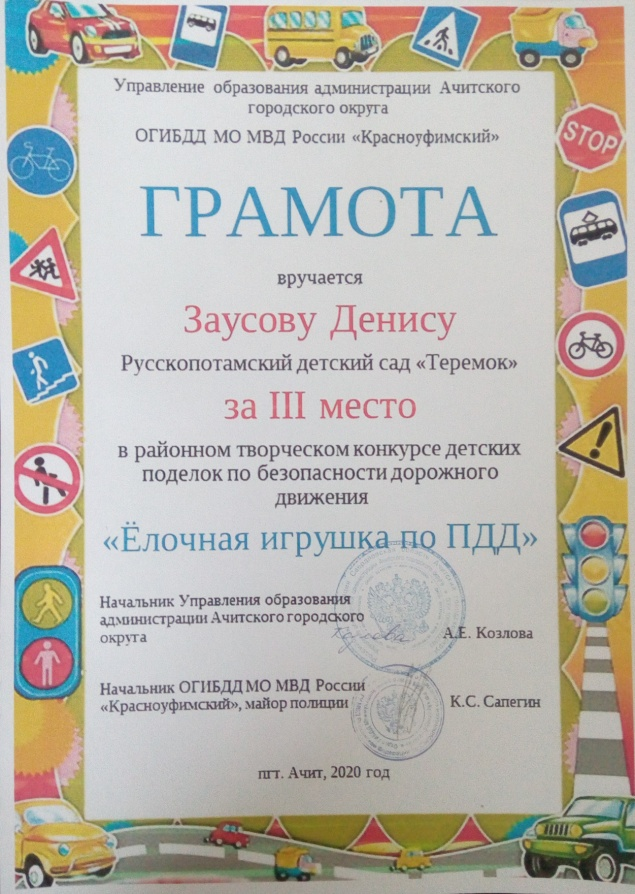 Управление образования администрации Ачитского
городского округа
ОГИБДД МО МВД России «Красноуфимский»
ГРАМОТА
вручается
Заусову Денису
Русскопотамский детский сад «Теремок»
за III место
в районном творческом конкурсе детских
поделок по безопасности дорожного
движения
«Ёлочная игрушка по ПДД»
Начальник Управления образования
администрации Ачитского городского
округа
А.Е. Козлова
Начальник ОГИБДД МО МВД России
«Красноуфимский», майор полиции
К.С. Сапегин
пгт. Ачит, 2020 год
STOP